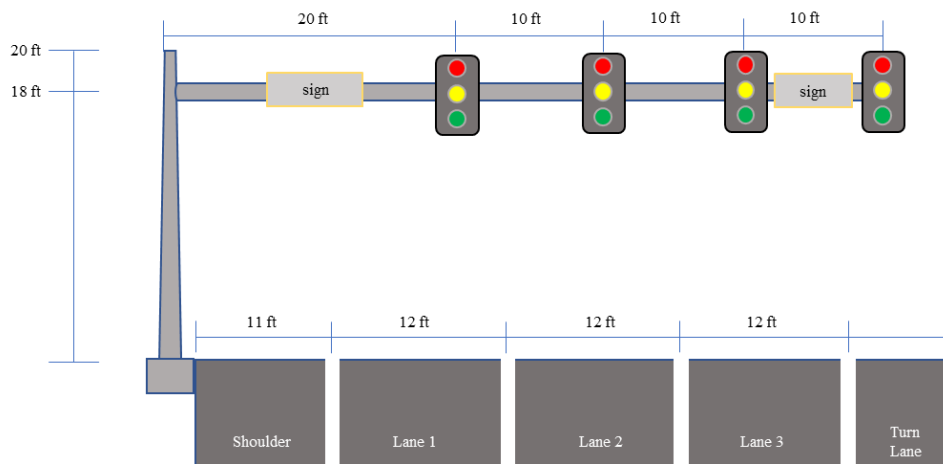 20 ft
10 ft
10 ft
10 ft
20 ft
18 ft
sign
sign
11 ft
12 ft
12 ft
12 ft
Shoulder
Lane 1
Lane 2
Lane 3
Turn
Lane